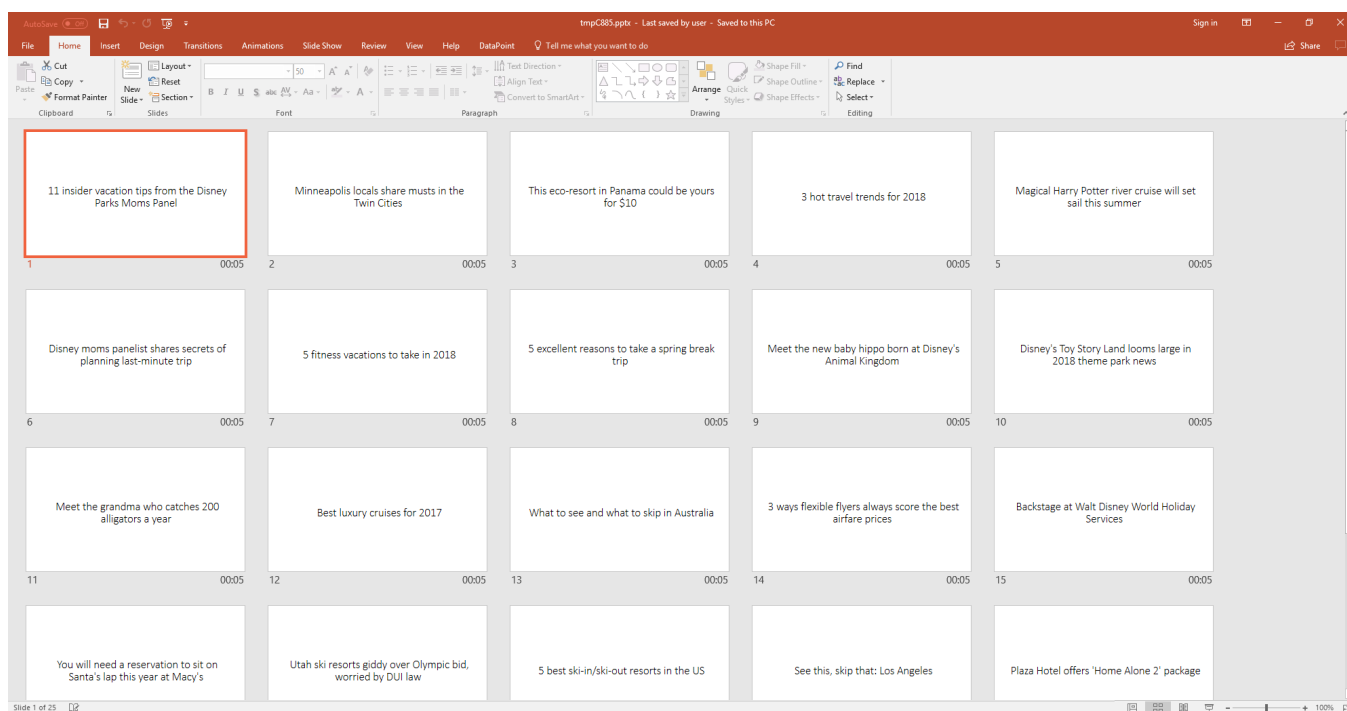 AutoSave Off
tmpC885.pptx - Last saved by user - Saved to this PC
Sign in
File Home Insert Design Transitions Animations Slide Show Review View Help DataPoint Tell me what you want to do
Share
Paste
Cut
Copy
Format Painter
Clipboard
New
Slide
Layout
Reset
Section
Slides
50
B I U S abc AV Aa A
Font
Text Direction
Align Text
Convert to SmartArt
Paragraph
Arrange
Quick
Styles
Shape Fill
Shape Outline
Shape Effects
Drawing
Find
Replace
Select
Editing
11 insider vacation tips from the Disney
Parks Moms Panel
1 00:05
Minneapolis locals share musts in the
Twin Cities
2 00:05
This eco-resort in Panama could be yours
for $10
3 00:05
3 hot travel trends for 2018
4 00:05
Magical Harry Potter river cruise will set
sail this summer
5 00:05
Disney moms panelist shares secrets of
planning last-minute trip
6 00:05
5 fitness vacations to take in 2018
7 00:05
5 excellent reasons to take a spring break
trip
8 00:05
Meet the new baby hippo born at Disney's
Animal Kingdom
9 00:05
Disney's Toy Story Land looms large in
2018 theme park news
10 00:05
Meet the grandma who catches 200
alligators a year
11 00:05
Best luxury cruises for 2017
12 00:05
What to see and what to skip in Australia
13 00:05
3 ways flexible flyers always score the best
airfare prices
14 00:05
Backstage at Walt Disney World Holiday
Services
15 00:05
You will need a reservation to sit on
Santa's lap this year at Macy's
Utah ski resorts giddy over Olympic bid,
worried by DUI law
5 best ski-in/ski-out resorts in the US
See this, skip that: Los Angeles
Plaza Hotel offers 'Home Alone 2' package
Slide 1 of 25
100%